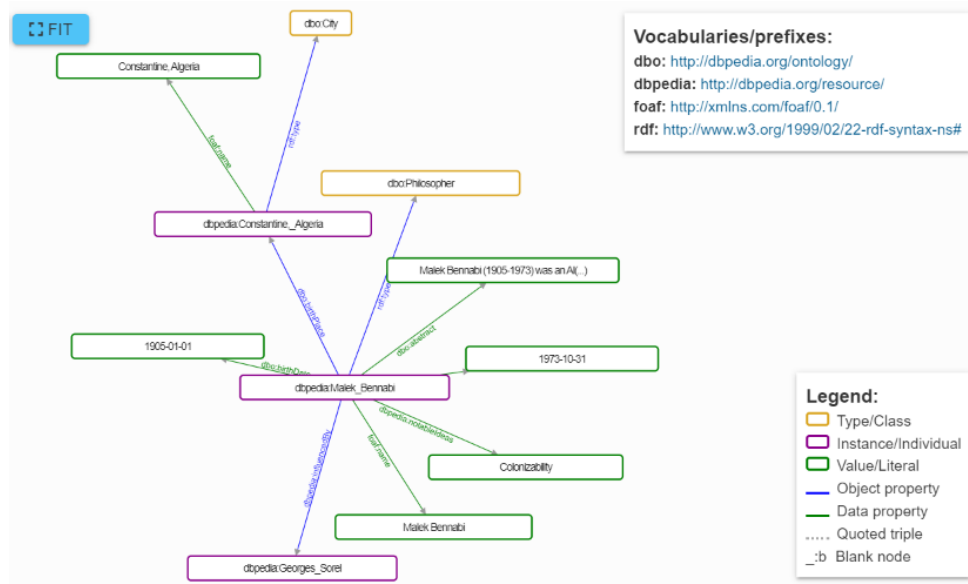 FIT
dbo:City
Constantine, Algeria
foaf:name
rdf:type
dbo:Philosopher
dbpedia:Constantine,_Algeria
dbo:birthPlace
rdf:type
Malek Bennabi (1905-1973) was an Al(...)
dbo:abstract
1905-01-01
1973-10-31
dbpedia:Malek_Bennabi
dbpedia:influencedBy
foaf:name
dbpedia:notableIdeas
Colonizability
Malek Bennabi
dbpedia:Georges_Sorel
Vocabularies/prefixes:
dbo: http://dbpedia.org/ontology/
dbpedia: http://dbpedia.org/resource/
foaf: http://xmlns.com/foaf/0.1/
rdf: http://www.w3.org/1999/02/22-rdf-syntax-ns#
Legend:
Type/Class
Instance/Individual
Value/Literal
Object property
Data property
Quoted triple
_:b Blank node